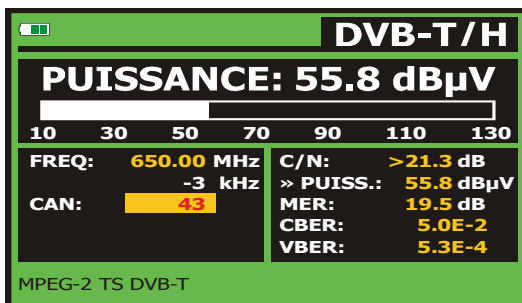 DVB-T/H
PUISSANCE: 55.8 dBµV
10 30 50 70 90 110 130
FREQ: 650.00 MHz
-3 kHz
CAN: 43
C/N: >21.3 dB
» PUISS.: 55.8 dBµV
MER: 19.5 dB
CBER: 5.0E-2
VBER: 5.3E-4
MPEG-2 TS DVB-T